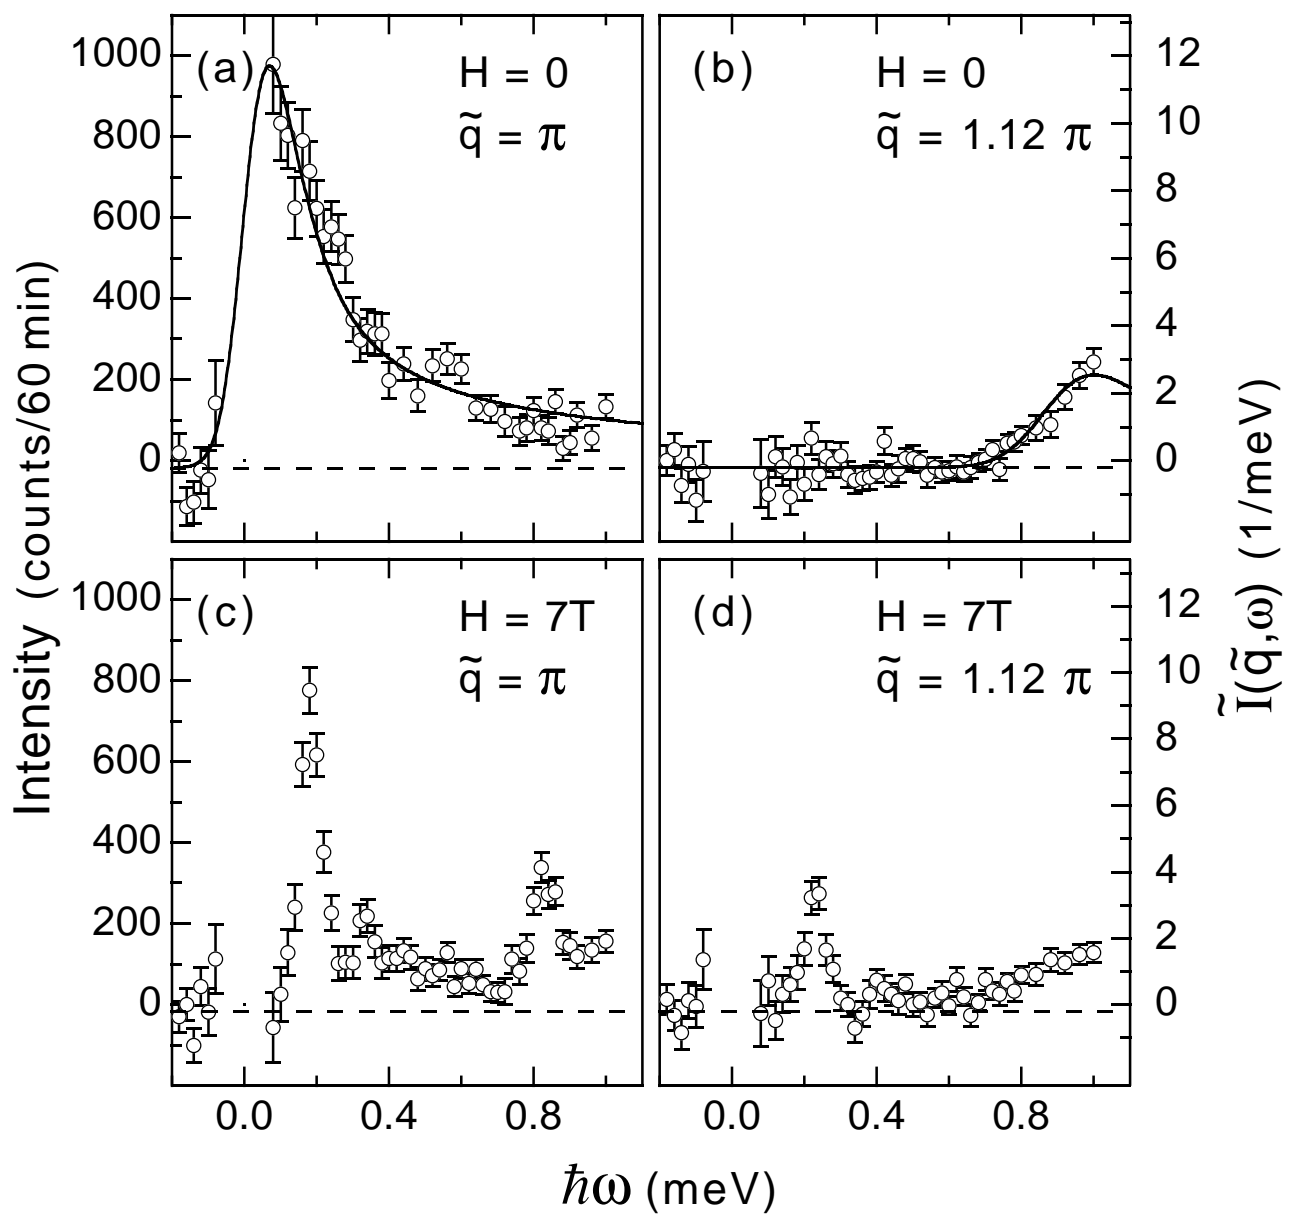 (a)
H = 0
q̃ = π
(b)
H = 0
q̃ = 1.12 π
1000
800
600
400
200
0
12
10
8
6
4
2
0
(c)
H = 7T
q̃ = π
(d)
H = 7T
q̃ = 1.12 π
1000
800
600
400
200
0
12
10
8
6
4
2
0
Intensity (counts/60 min)
Ĩ(q̃,ω) (1/meV)
0.0 0.4 0.8 0.0 0.4 0.8
ħω (meV)